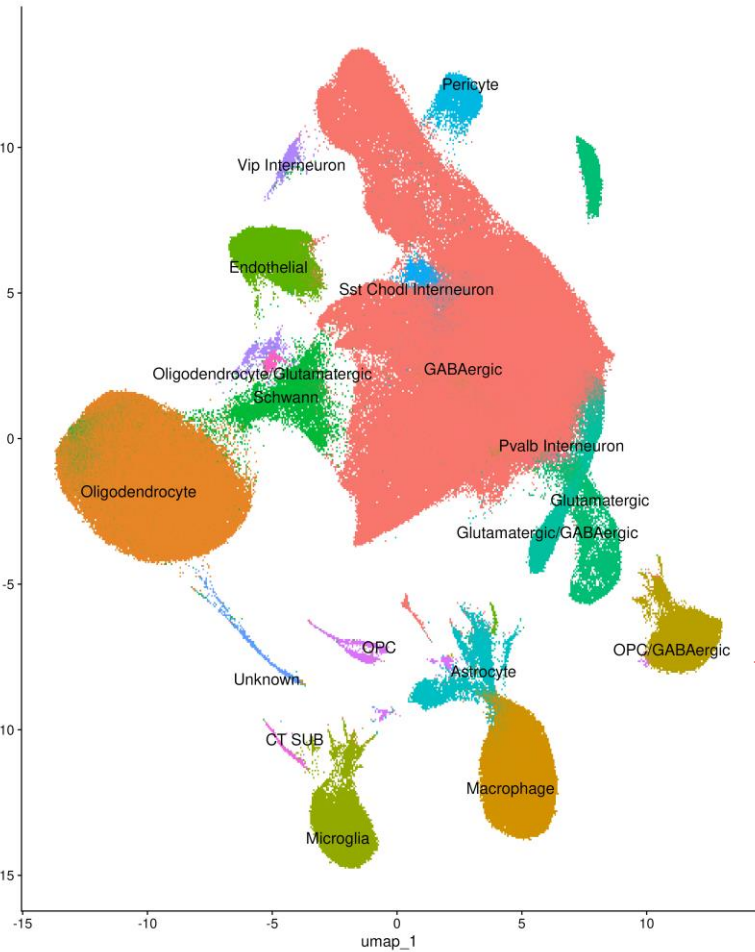 Pericyte
10
Vip Interneuron
Endothelial
5
Sst Chodl Interneuron
Oligodendrocyte/Glutamatergic
GABAergic
Schwann
0
Pvalb Interneuron
Oligodendrocyte
Glutamatergic
Glutamatergic/GABAergic
-5
OPC
OPC/GABAergic
Astrocyte
Unknown
-10
CT SUB
Macrophage
Microglia
15
-15
-10
-5
0
5
10
umap_1